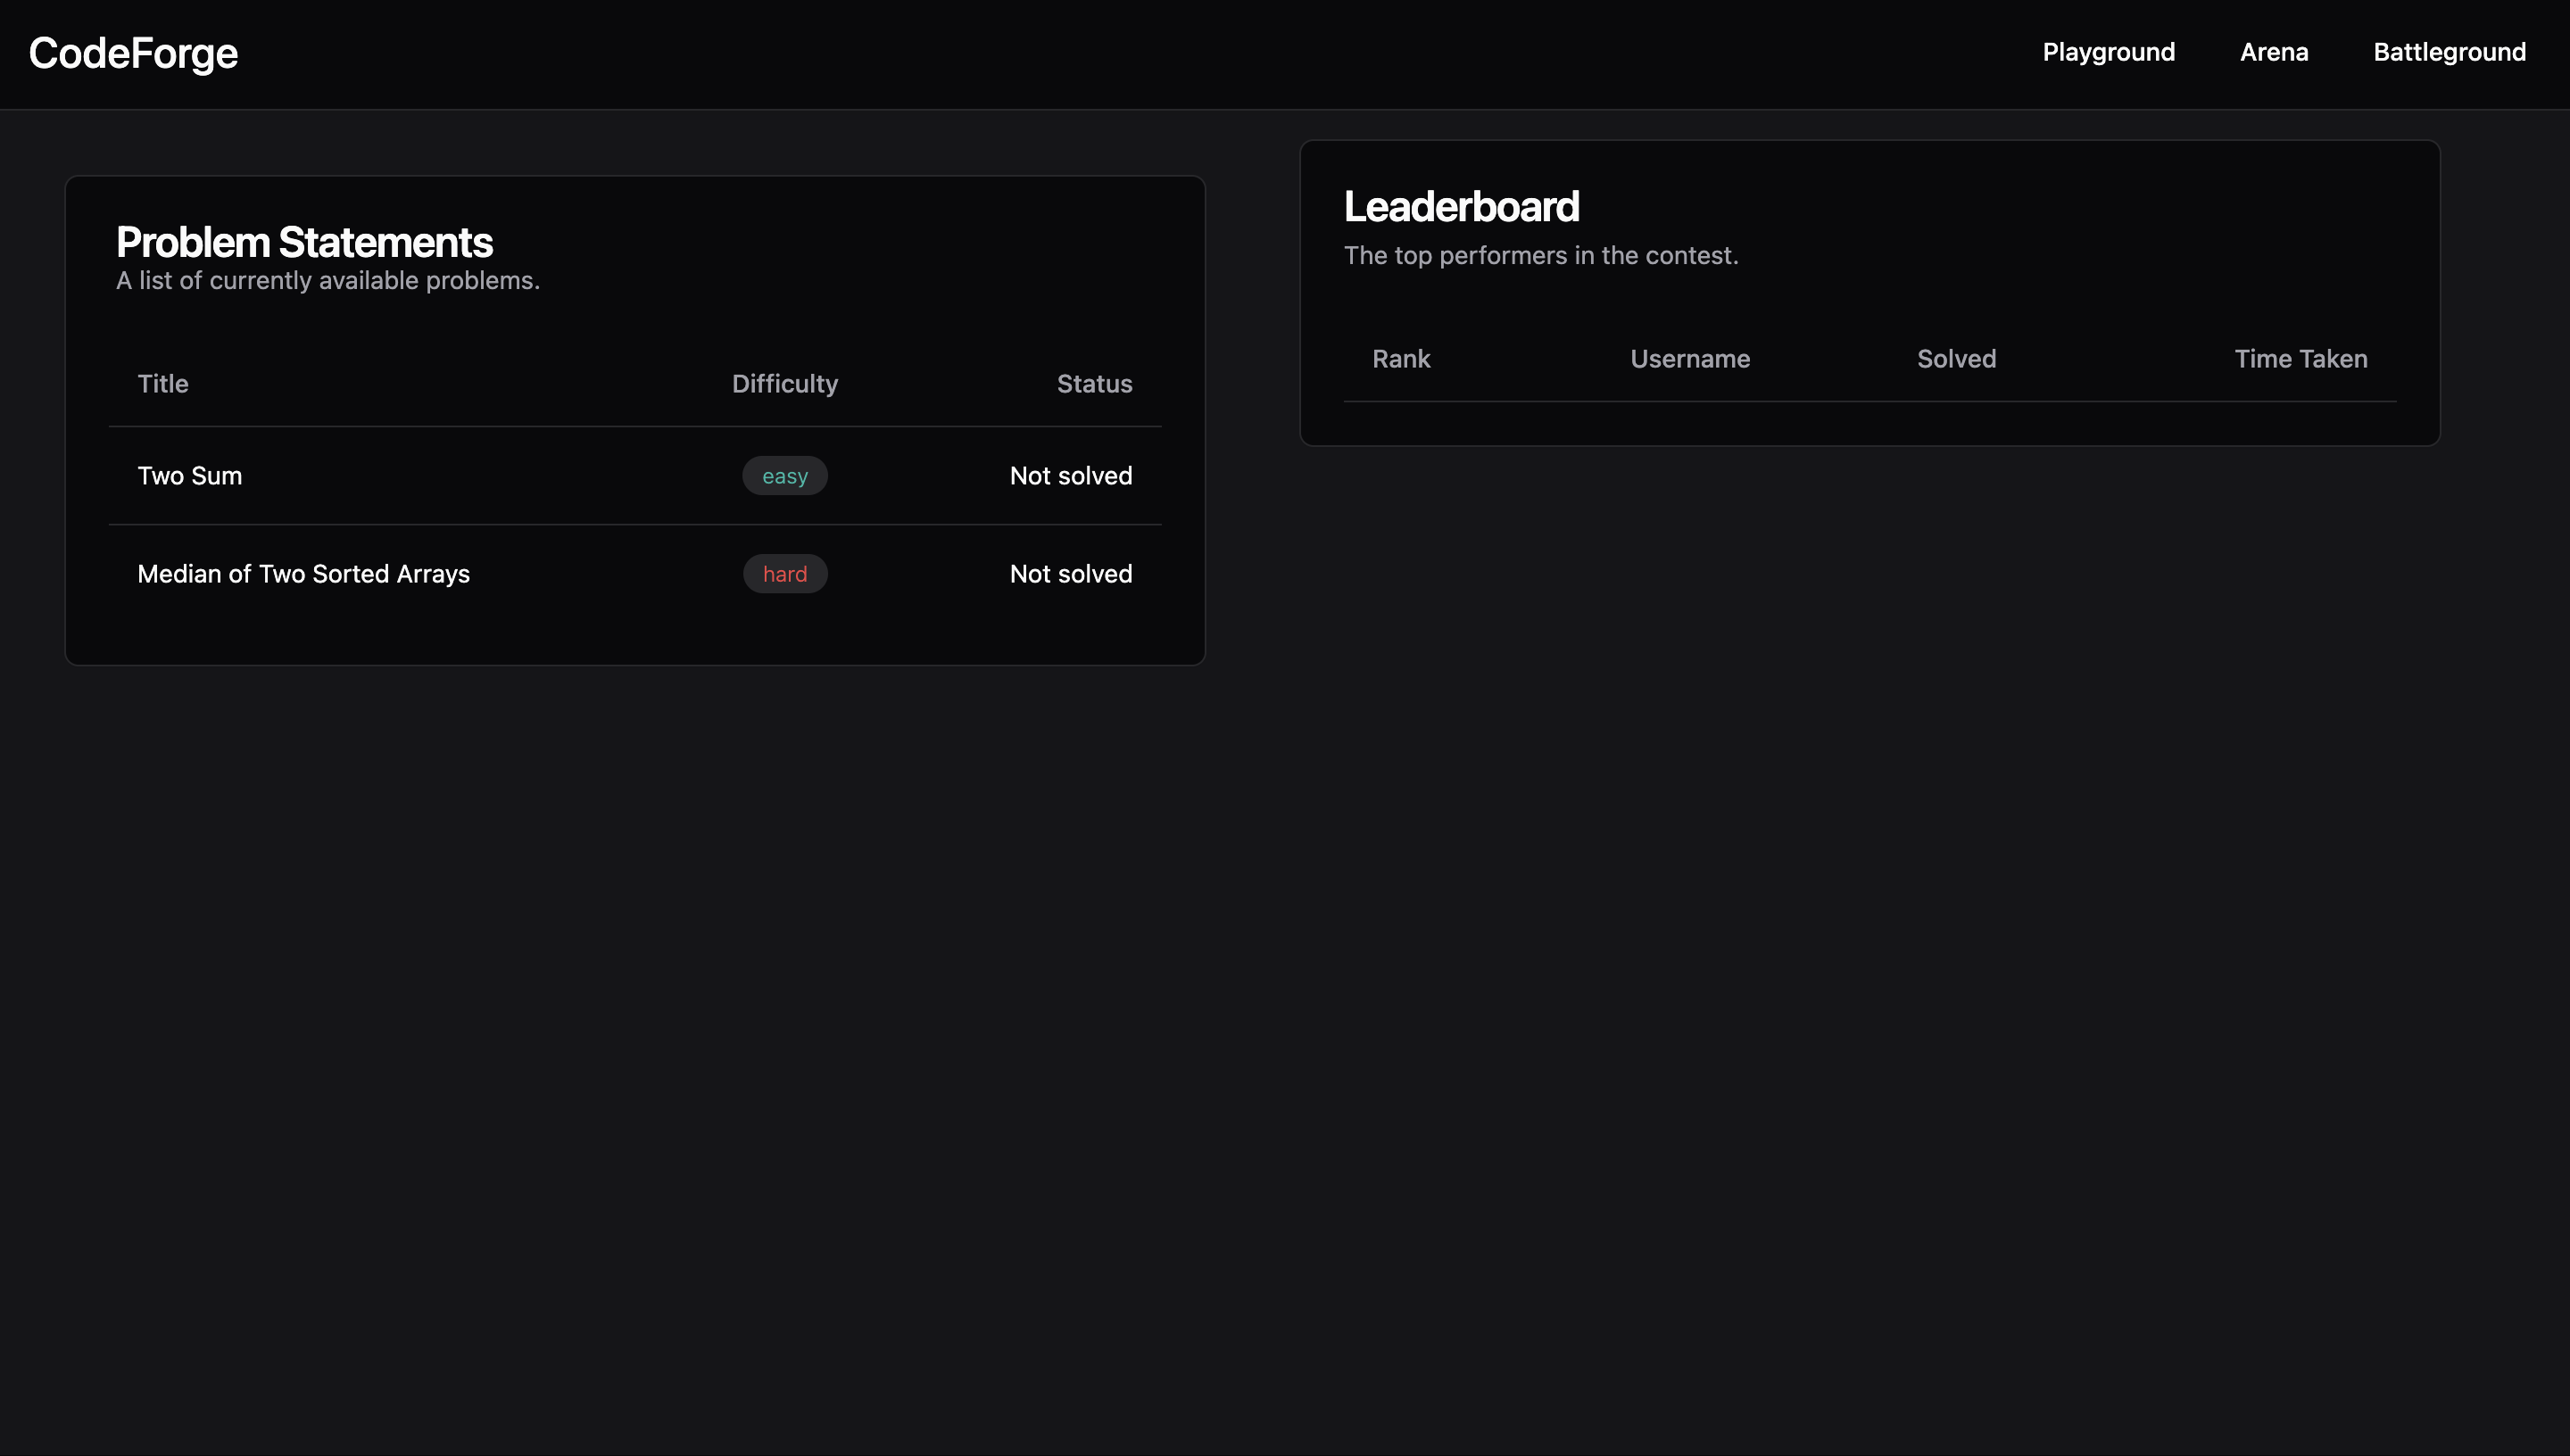 CodeForge
Playground Arena Battleground
Problem Statements
A list of currently available problems.
Title Difficulty Status
Two Sum easy Not solved
Median of Two Sorted Arrays hard Not solved
Leaderboard
The top performers in the contest.
Rank Username Solved Time Taken